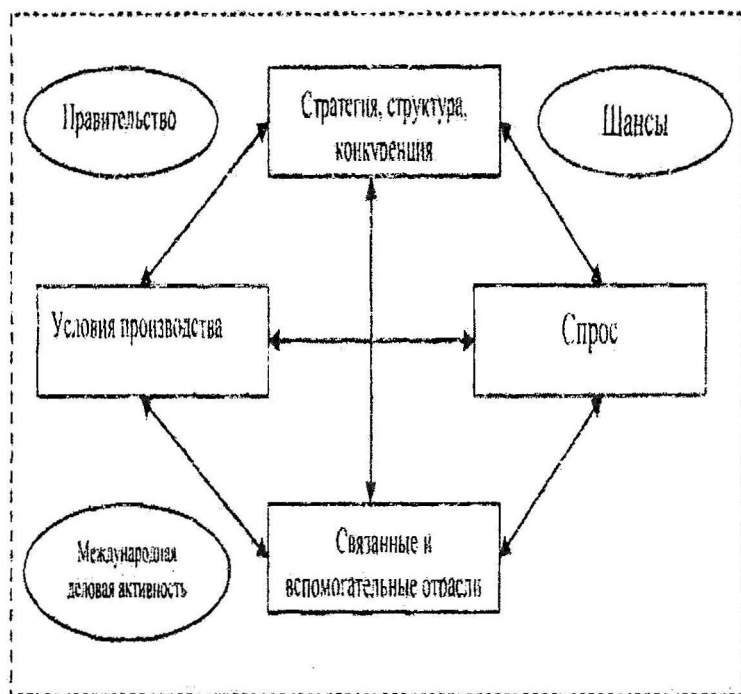 Правительство
Стратегия, структура,
конкуренция
Шансы
Условия производства
Спрос
Международная
деловая активность
Связанные и
вспомогательные отрасли